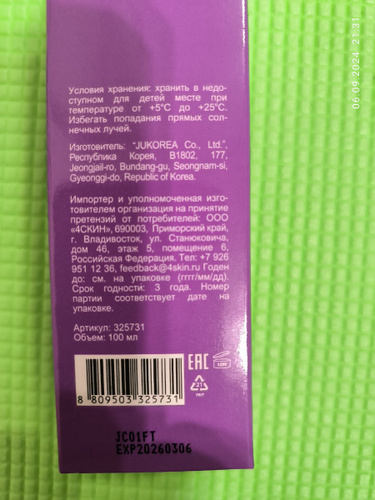 Условия хранения: хранить в недо-
ступном для детей месте при
температуре от +5°C до +25°C.
Избегать попадания прямых сол-
нечных лучей.
Изготовитель: "JUKOREA Co., Ltd.",
Республика Корея, B1802, 177,
Jeongjail-ro, Bundang-gu, Seongnam-si,
Gyeonggi-do, Republic of Korea.
Импортер и уполномоченная изго-
товителем организация на принятие
претензий от потребителей: ООО
«4СКИН», 690003, Приморский край,
г. Владивосток, ул. Станюковича,
дом 46, этаж 5, помещение 6,
Российская Федерация. Тел: +7 926
951 12 36, feedback@4skin.ru Годен
до: см. на упаковке (гггг/мм/дд).
Срок годности: 3 года. Номер
партии соответствует дате на
упаковке.
Артикул: 325731
Объем: 100 мл
EAC
12M
21
PAP
8 809503 325731
JC01FT
EXP20260306
06.09.2024 21:31